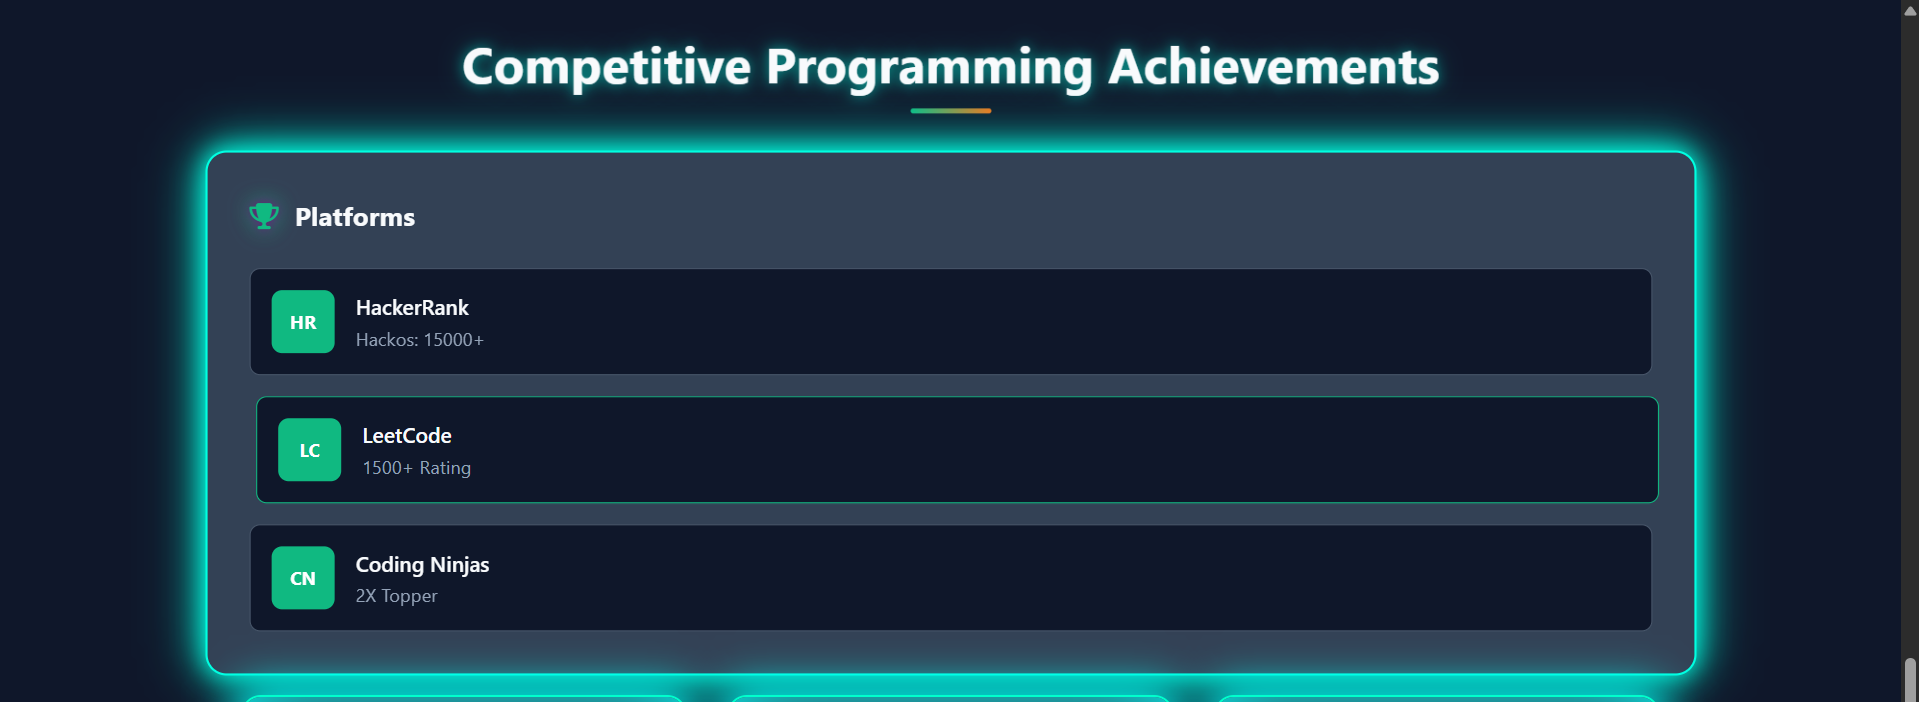 Competitive Programming Achievements
Platforms
HR
HackerRank
Hackos: 15000+
LC
LeetCode
1500+ Rating
CN
Coding Ninjas
2X Topper